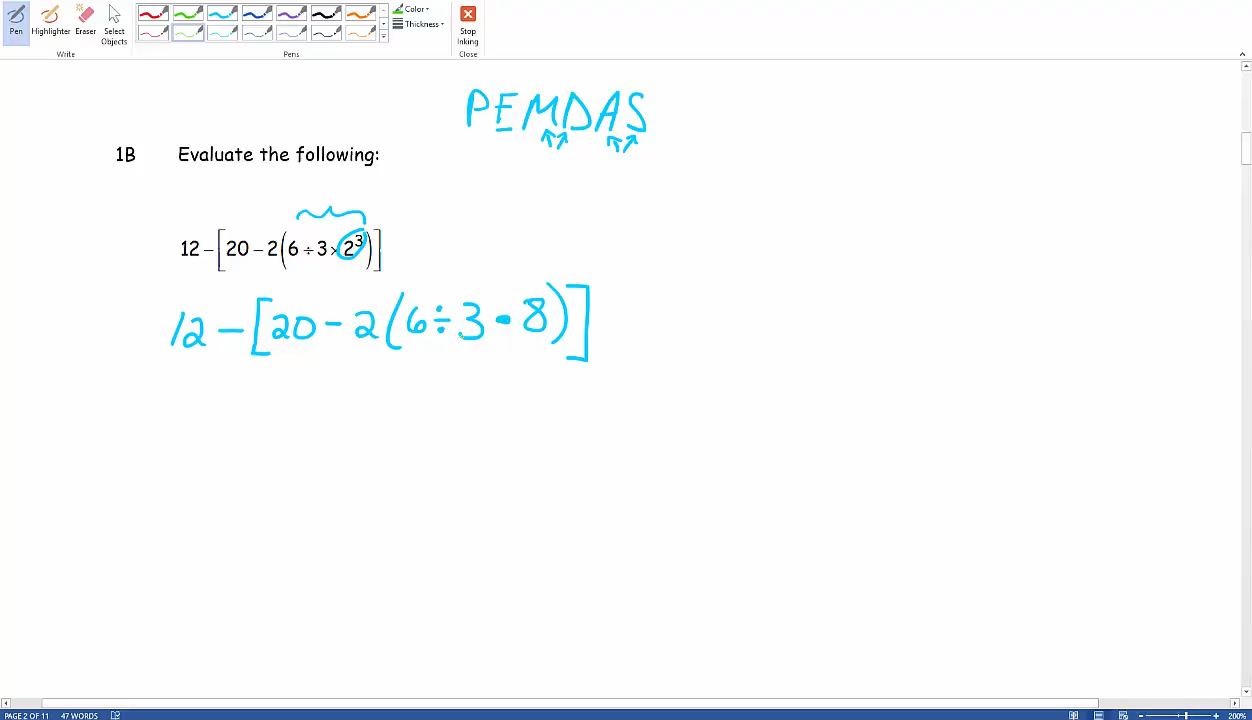 Pen
Highlighter
Eraser
Select Objects
Write
Pens
Color
Thickness
Stop Inking
Close
PEMDAS
1B Evaluate the following:
12 – [20 – 2(6 ÷ 3 × 2³)]
12 – [20 – 2(6 ÷ 3 · 8)]
PAGE 2 OF 11 47 WORDS 200%